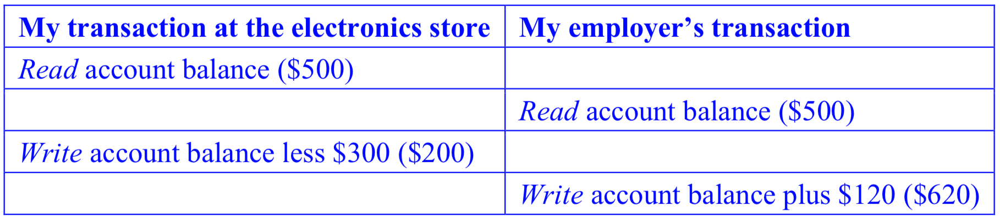 My transaction at the electronics store My employer’s transaction
Read account balance ($500)
Read account balance ($500)
Write account balance less $300 ($200)
Write account balance plus $120 ($620)